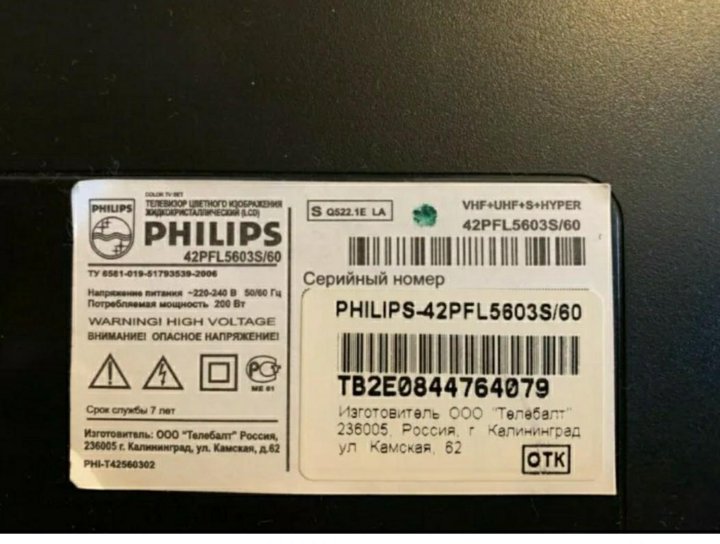 COLOR TV SET
ТЕЛЕВИЗОР ЦВЕТНОГО ИЗОБРАЖЕНИЯ
ЖИДКОКРИСТАЛЛИЧЕСКИЙ (LCD)
PHILIPS
PHILIPS
42PFL5603S/60
ТУ 6581-019-51793539-2006
Напряжение питания ~220-240 В 50/60 Гц
Потребляемая мощность 200 Вт
WARNING! HIGH VOLTAGE
ВНИМАНИЕ! ОПАСНОЕ НАПРЯЖЕНИЕ!
РС
МЕ 61
Срок службы 7 лет
Изготовитель: ООО "Телебалт" Россия,
236005 г. Калининград, ул. Камская, д.62
PHI-T42560302
S Q522.1E LA
VHF+UHF+S+HYPER
42PFL5603S/60
Серийный номер
PHILIPS-42PFL5603S/60
TB2E0844764079
Изготовитель ООО "Телебалт"
236005 Россия, г Калининград
ул Камская, 62
ОТК